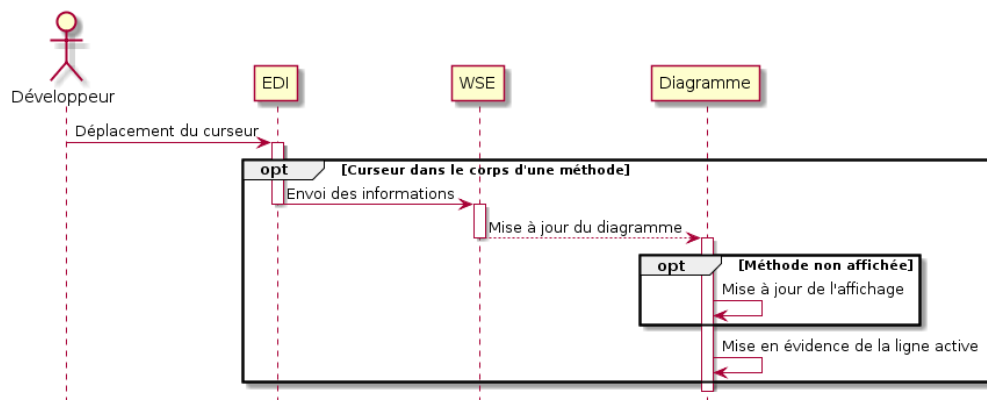 Développeur
EDI
WSE
Diagramme
Déplacement du curseur
opt [Curseur dans le corps d'une méthode]
Envoi des informations
Mise à jour du diagramme
opt [Méthode non affichée]
Mise à jour de l'affichage
Mise en évidence de la ligne active